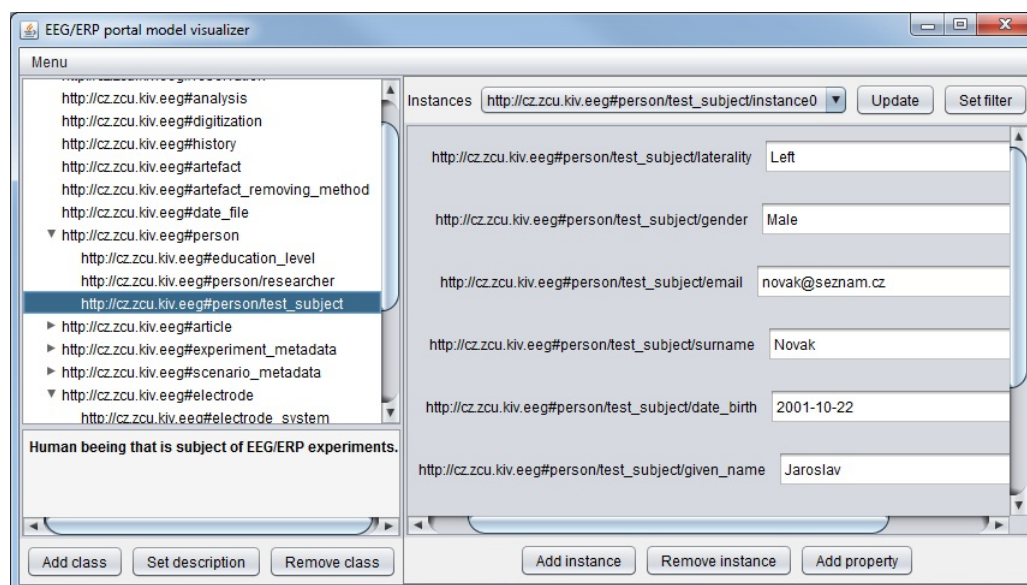 EEG/ERP portal model visualizer
Menu
http://cz.zcu.kiv.eeg#analysis
http://cz.zcu.kiv.eeg#digitization
http://cz.zcu.kiv.eeg#history
http://cz.zcu.kiv.eeg#artefact
http://cz.zcu.kiv.eeg#artefact_removing_method
http://cz.zcu.kiv.eeg#date_file
http://cz.zcu.kiv.eeg#person
http://cz.zcu.kiv.eeg#education_level
http://cz.zcu.kiv.eeg#person/researcher
http://cz.zcu.kiv.eeg#person/test_subject
http://cz.zcu.kiv.eeg#article
http://cz.zcu.kiv.eeg#experiment_metadata
http://cz.zcu.kiv.eeg#scenario_metadata
http://cz.zcu.kiv.eeg#electrode
http://cz.zcu.kiv.eeg#electrode_system
Human beeing that is subject of EEG/ERP experiments.
Add class Set description Remove class
Instances http://cz.zcu.kiv.eeg#person/test_subject/instance0 Update Set filter
http://cz.zcu.kiv.eeg#person/test_subject/laterality Left
http://cz.zcu.kiv.eeg#person/test_subject/gender Male
http://cz.zcu.kiv.eeg#person/test_subject/email novak@seznam.cz
http://cz.zcu.kiv.eeg#person/test_subject/surname Novak
http://cz.zcu.kiv.eeg#person/test_subject/date_birth 2001-10-22
http://cz.zcu.kiv.eeg#person/test_subject/given_name Jaroslav
Add instance Remove instance Add property